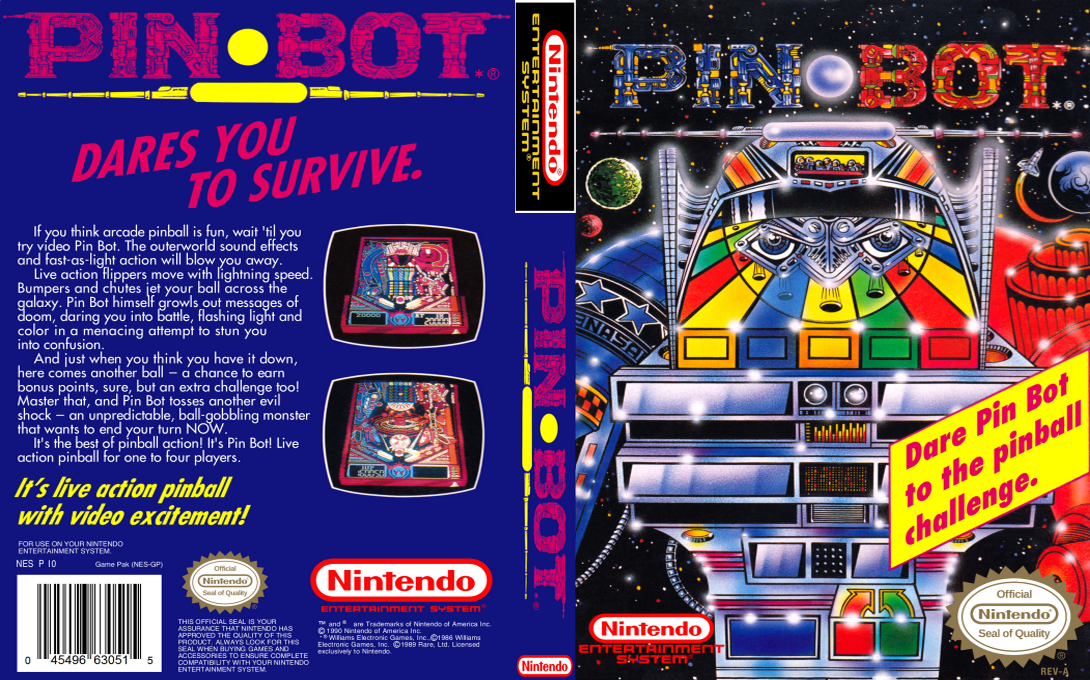 PIN·BOT
*®
DARES YOU
TO SURVIVE.
If you think arcade pinball is fun, wait 'til you
try video Pin Bot. The outerworld sound effects
and fast-as-light action will blow you away.
Live action flippers move with lightning speed.
Bumpers and chutes jet your ball across the
galaxy. Pin Bot himself growls out messages of
doom, daring you into battle, flashing light and
color in a menacing attempt to stun you
into confusion.
And just when you think you have it down,
here comes another ball — a chance to earn
bonus points, sure, but an extra challenge too!
Master that, and Pin Bot tosses another evil
shock — an unpredictable, ball-gobbling monster
that wants to end your turn NOW.
It's the best of pinball action! It's Pin Bot! Live
action pinball for one to four players.
It's live action pinball
with video excitement!
FOR USE ON YOUR NINTENDO
ENTERTAINMENT SYSTEM.
NES P IO
Game Pak (NES-GP)
0 45496 63051 5
Official
Nintendo
Seal of Quality
®
THIS OFFICIAL SEAL IS YOUR
ASSURANCE THAT NINTENDO HAS
APPROVED THE QUALITY OF THIS
PRODUCT. ALWAYS LOOK FOR THIS
SEAL WHEN BUYING GAMES AND
ACCESSORIES TO ENSURE COMPLETE
COMPATIBILITY WITH YOUR NINTENDO
ENTERTAINMENT SYSTEM.
20000
Nintendo
ENTERTAINMENT SYSTEM®
™ and ® are Trademarks of Nintendo of America Inc.
©1990 Nintendo of America Inc.
*®Williams Electronic Games, Inc.,©1986 Williams
Electronic Games, Inc. ©1989 Rare, Ltd. Licensed
exclusively to Nintendo.
Nintendo®
ENTERTAINMENT
SYSTEM®
PIN·BOT
*®
Nintendo
PIN·BOT
*®
NASA
Dare Pin Bot
to the pinball
challenge.
Nintendo
ENTERTAINMENT
SYSTEM
Official
Nintendo®
Seal of Quality
®
REV-A